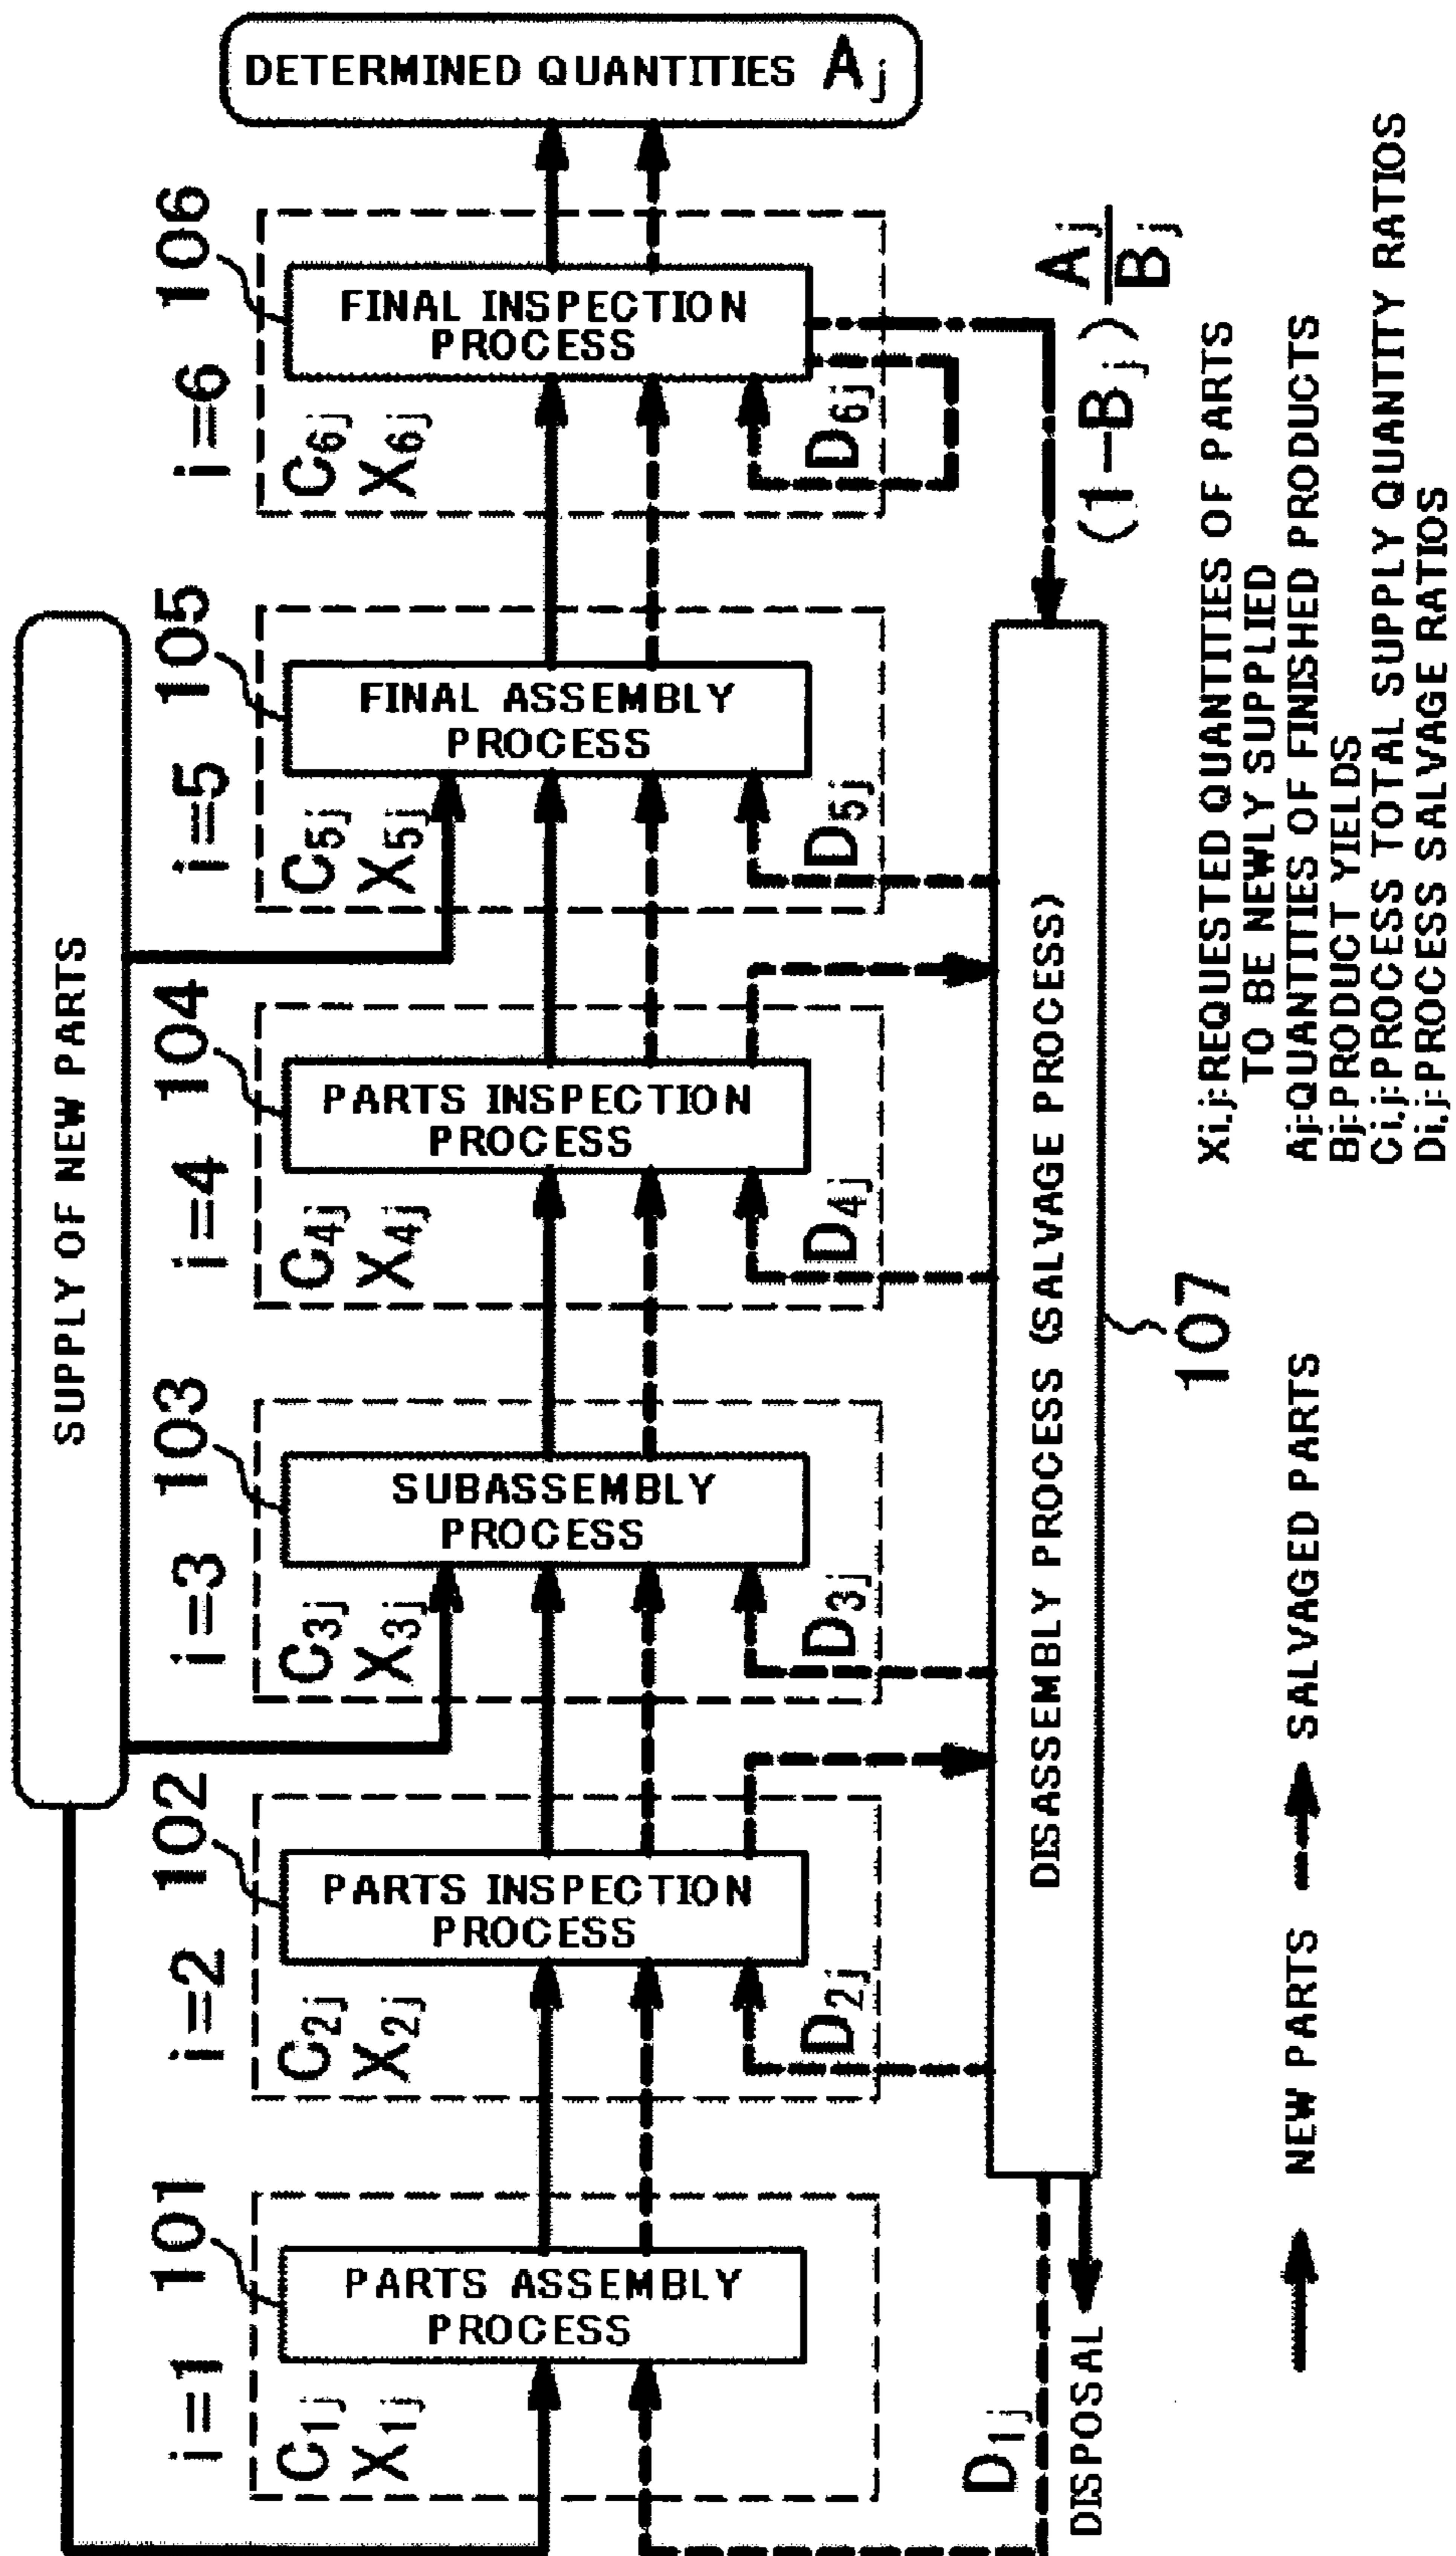 SUPPLY OF NEW PARTS
i=1 101
C1j
X1j
PARTS ASSEMBLY
PROCESS
i=2 102
C2j
X2j
PARTS INSPECTION
PROCESS
D2j
i=3 103
C3j
X3j
SUBASSEMBLY
PROCESS
D3j
i=4 104
C4j
X4j
PARTS INSPECTION
PROCESS
D4j
i=5 105
C5j
X5j
FINAL ASSEMBLY
PROCESS
D5j
i=6 106
C6j
X6j
FINAL INSPECTION
PROCESS
D6j
DETERMINED QUANTITIES Aj
D1j
DISPOSAL
DISASSEMBLY PROCESS (SALVAGE PROCESS)
107
(1-Bj) Aj
Bj
NEW PARTS
SALVAGED PARTS
Xi,j:REQUESTED QUANTITIES OF PARTS
TO BE NEWLY SUPPLIED
Aj:QUANTITIES OF FINISHED PRODUCTS
Bj:PRODUCT YIELDS
Ci,j:PROCESS TOTAL SUPPLY QUANTITY RATIOS
Di,j:PROCESS SALVAGE RATIOS